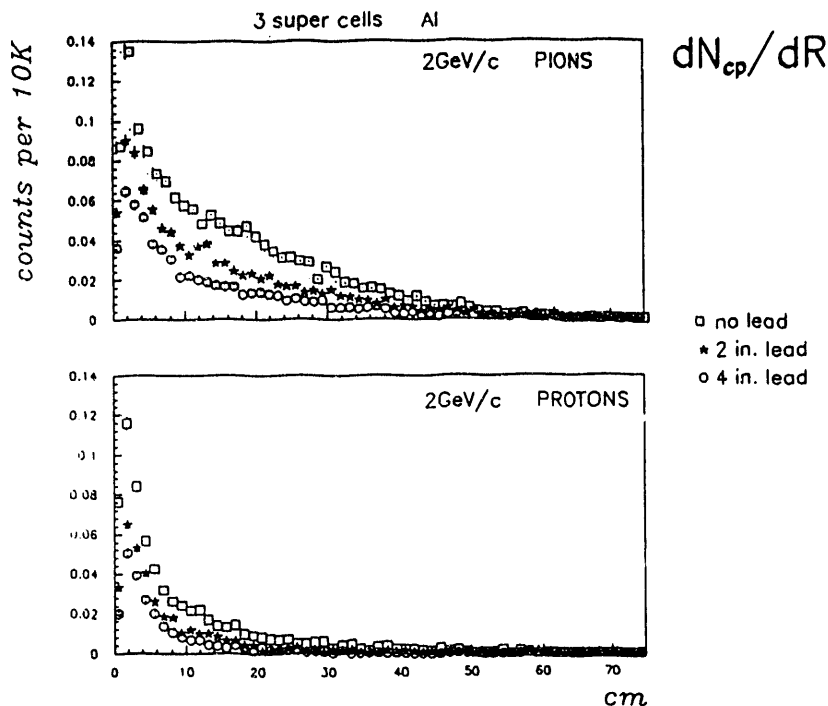 3 super cells Al
dN_cp/dR
counts per 10K
0.14
0.12
0.1
0.08
0.06
0.04
0.02
0
2GeV/c PIONS
□ no lead
★ 2 in. lead
○ 4 in. lead
0.14
0.12
0.1
0.08
0.06
0.04
0.02
0
2GeV/c PROTONS
0 10 20 30 40 50 60 70
cm